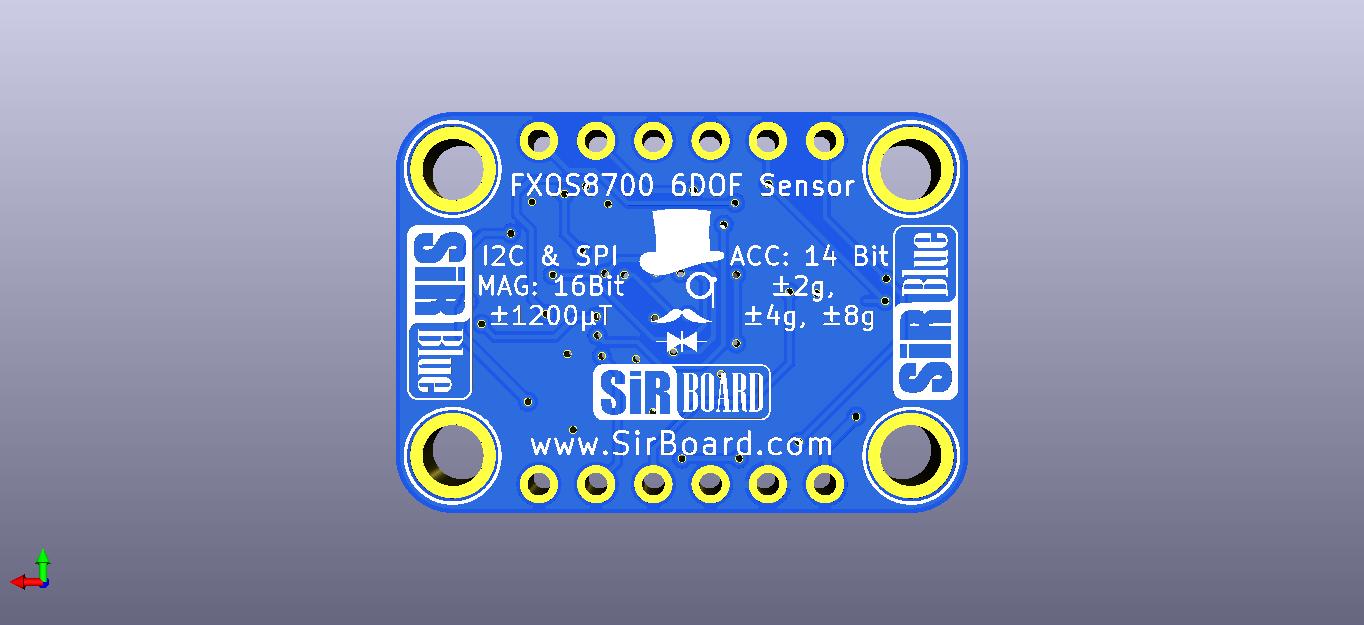 FXOS8700 6DOF Sensor
I2C & SPI
MAG: 16Bit
±1200µT
ACC: 14 Bit
±2g,
±4g, ±8g
SiR Blue
SiR Blue
SiR BOARD
www.SirBoard.com